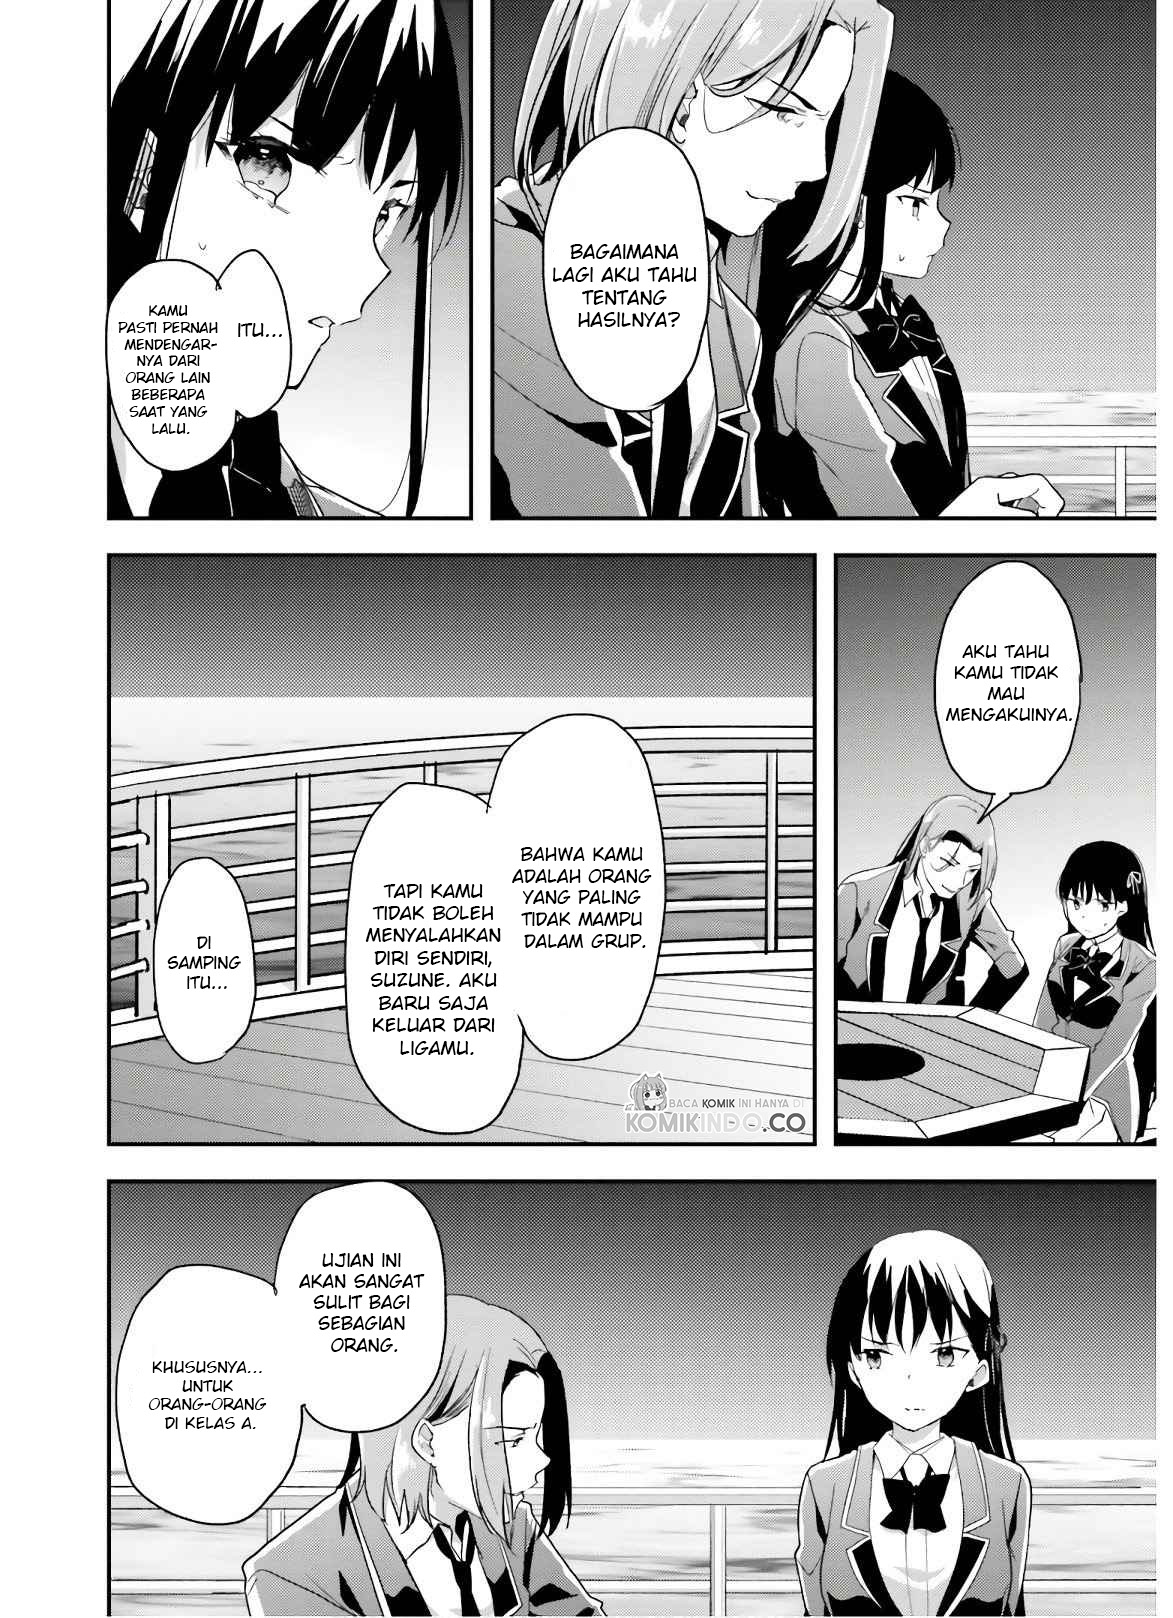 BAGAIMANA
LAGI AKU TAHU
TENTANG
HASILNYA?
ITU...
KAMU
PASTI PERNAH
MENDENGAR-
NYA DARI
ORANG LAIN
BEBERAPA
SAAT YANG
LALU.
AKU TAHU
KAMU TIDAK
MAU
MENGAKUINYA.
BAHWA KAMU
ADALAH ORANG
YANG PALING
TIDAK MAMPU
DALAM GRUP.
TAPI KAMU
TIDAK BOLEH
MENYALAHKAN
DIRI SENDIRI,
SUZUNE. AKU
BARU SAJA
KELUAR DARI
LIGAMU.
DI
SAMPING
ITU...
BACA KOMIK INI HANYA DI
KOMIKINDO.CO
UJIAN INI
AKAN SANGAT
SULIT BAGI
SEBAGIAN
ORANG.
KHUSUSNYA...
UNTUK
ORANG-ORANG
DI KELAS A.